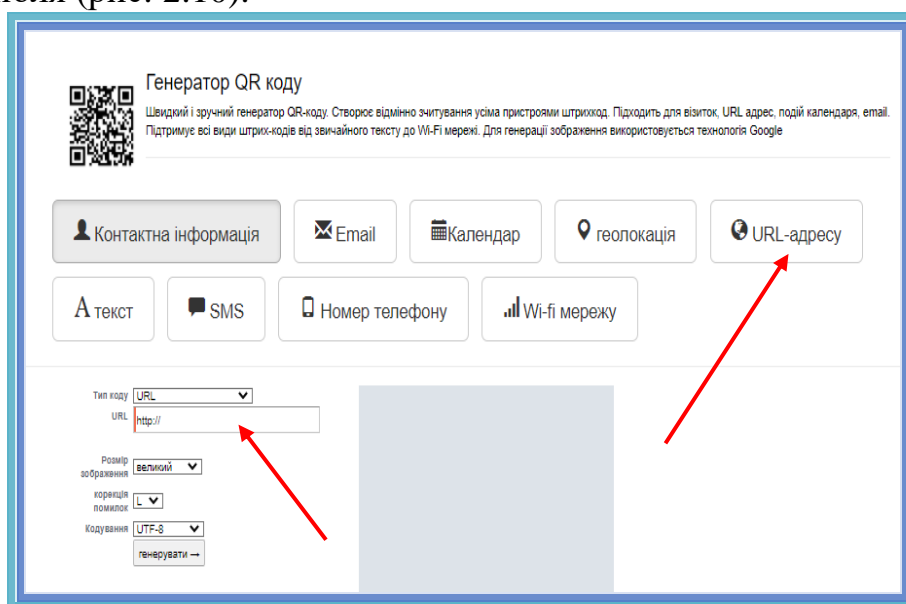 (рис. 2.16).
Генератор QR коду
Швидкий і зручний генератор QR-коду. Створює відмінно зчитування усіма пристроями штрихкод. Підходить для візиток, URL адрес, подій календаря, email.
Підтримує всі види штрих-кодів від звичайного тексту до Wi-Fi мережі. Для генерації зображення використовується технологія Google
Контактна інформація Email Календар геолокація URL-адресу
A текст SMS Номер телефону Wi-fi мережу
Тип коду URL
URL http://
Розмір
зображення великий
корекція
помилок L
Кодування UTF-8
генерувати →